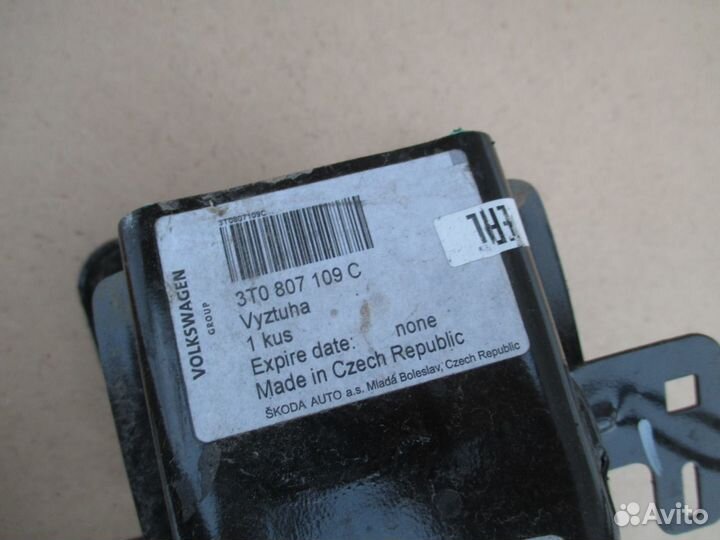 3T0807109C
VOLKSWAGEN
GROUP
3T0 807 109 C
Vyztuha
1 kus
Expire date: none
Made in Czech Republic
ŠKODA AUTO a.s. Mladá Boleslav, Czech Republic
EAC
Avito